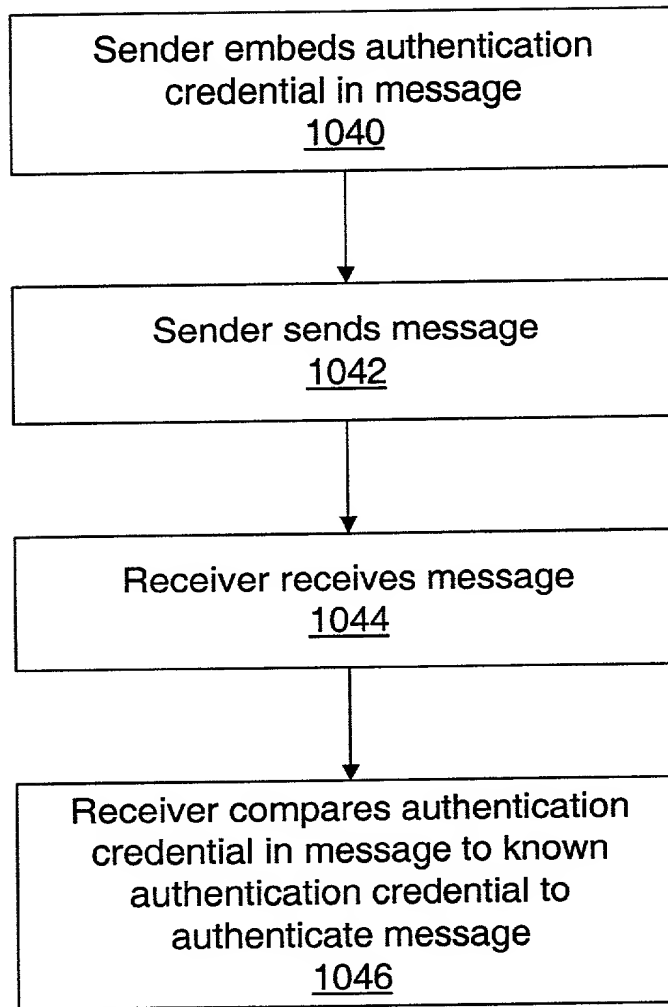 Sender embeds authentication
credential in message
1040
Sender sends message
1042
Receiver receives message
1044
Receiver compares authentication
credential in message to known
authentication credential to
authenticate message
1046